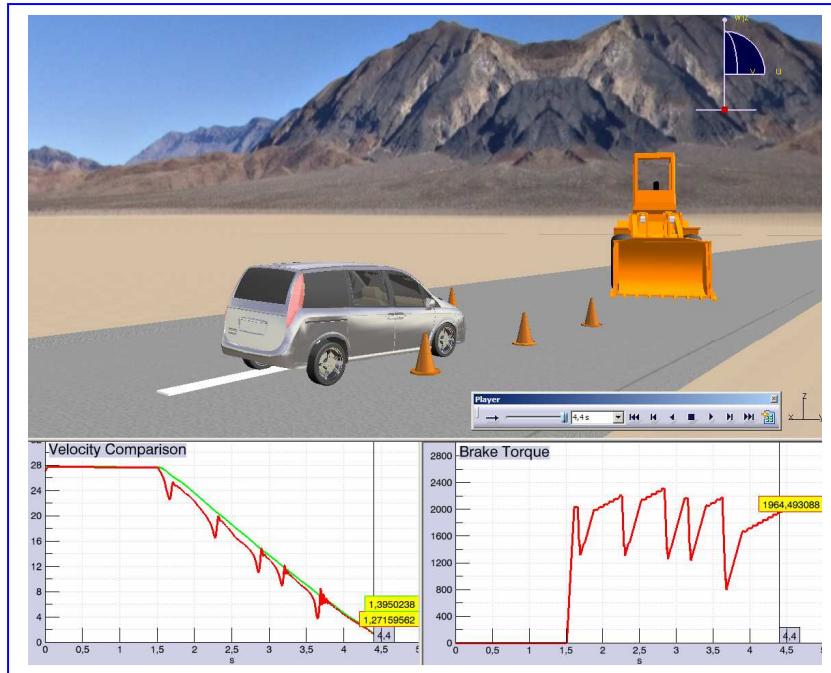 w|z
v u
Player
4,4 s
z
x y
Velocity Comparison
28
24
20
16
12
8
4
0
1,3950238
1,27159562
4,4
0 0,5 1 1,5 2 2,5 3 3,5 4 4,5
s
Brake Torque
2800
2400
2000
1600
1200
800
400
0
1964,493088
4,4
0 0,5 1 1,5 2 2,5 3 3,5 4 4,5
s